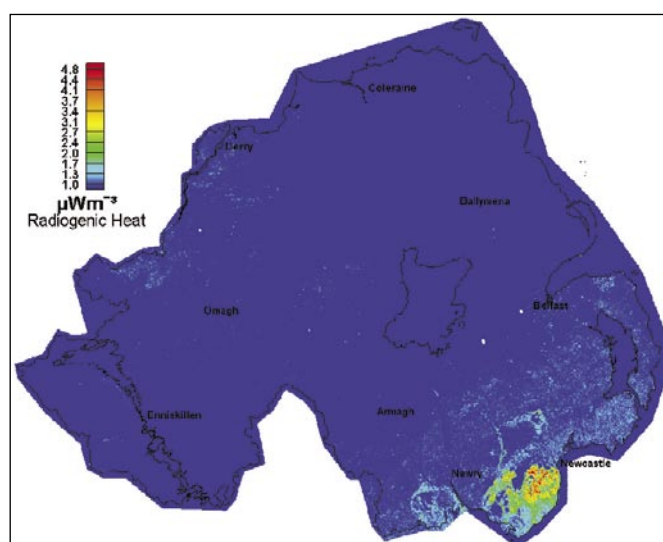 4.8
4.4
4.1
3.7
3.4
3.1
2.7
2.4
2.0
1.7
1.3
1.0
µWm⁻³
Radiogenic Heat
Coleraine
Derry
Ballymena
Belfast
Omagh
Enniskillen
Armagh
Newry
Newcastle